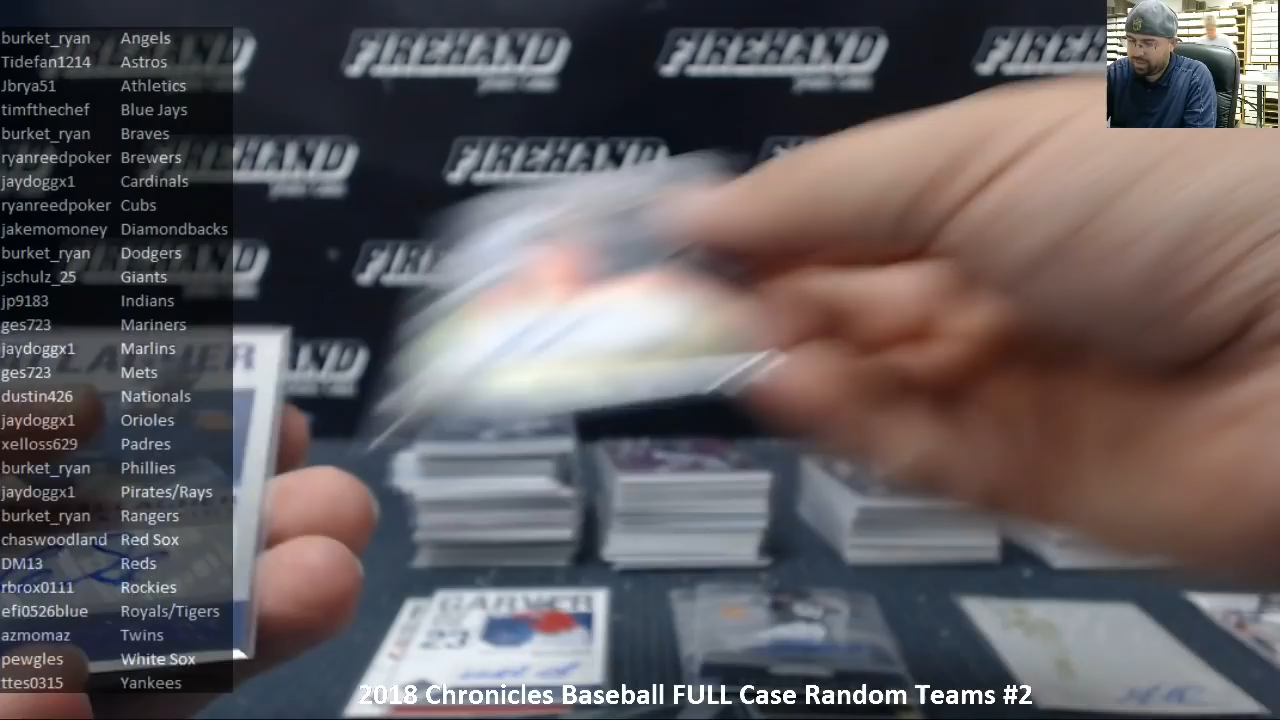 burket_ryan Angels
Tidefan1214 Astros
Jbrya51 Athletics
timfthechef Blue Jays
burket_ryan Braves
ryanreedpoker Brewers
jaydoggx1 Cardinals
ryanreedpoker Cubs
jakemomoney Diamondbacks
burket_ryan Dodgers
jschulz_25 Giants
jp9183 Indians
ges723 Mariners
jaydoggx1 Marlins
ges723 Mets
dustin426 Nationals
jaydoggx1 Orioles
xelloss629 Padres
burket_ryan Phillies
jaydoggx1 Pirates/Rays
burket_ryan Rangers
chaswoodland Red Sox
DM13 Reds
rbrox0111 Rockies
efi0526blue Royals/Tigers
azmomaz Twins
pewgles White Sox
ttes0315 Yankees
FIREHAND FIREHAND FIREHAND
FIREHAND
GARVER
23
2018 Chronicles Baseball FULL Case Random Teams #2